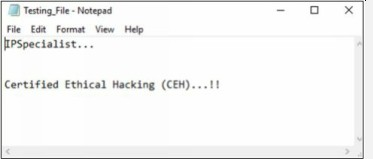 Testing_File - Notepad
File Edit Format View Help
IPSpecialist...
Certified Ethical Hacking (CEH)...!!